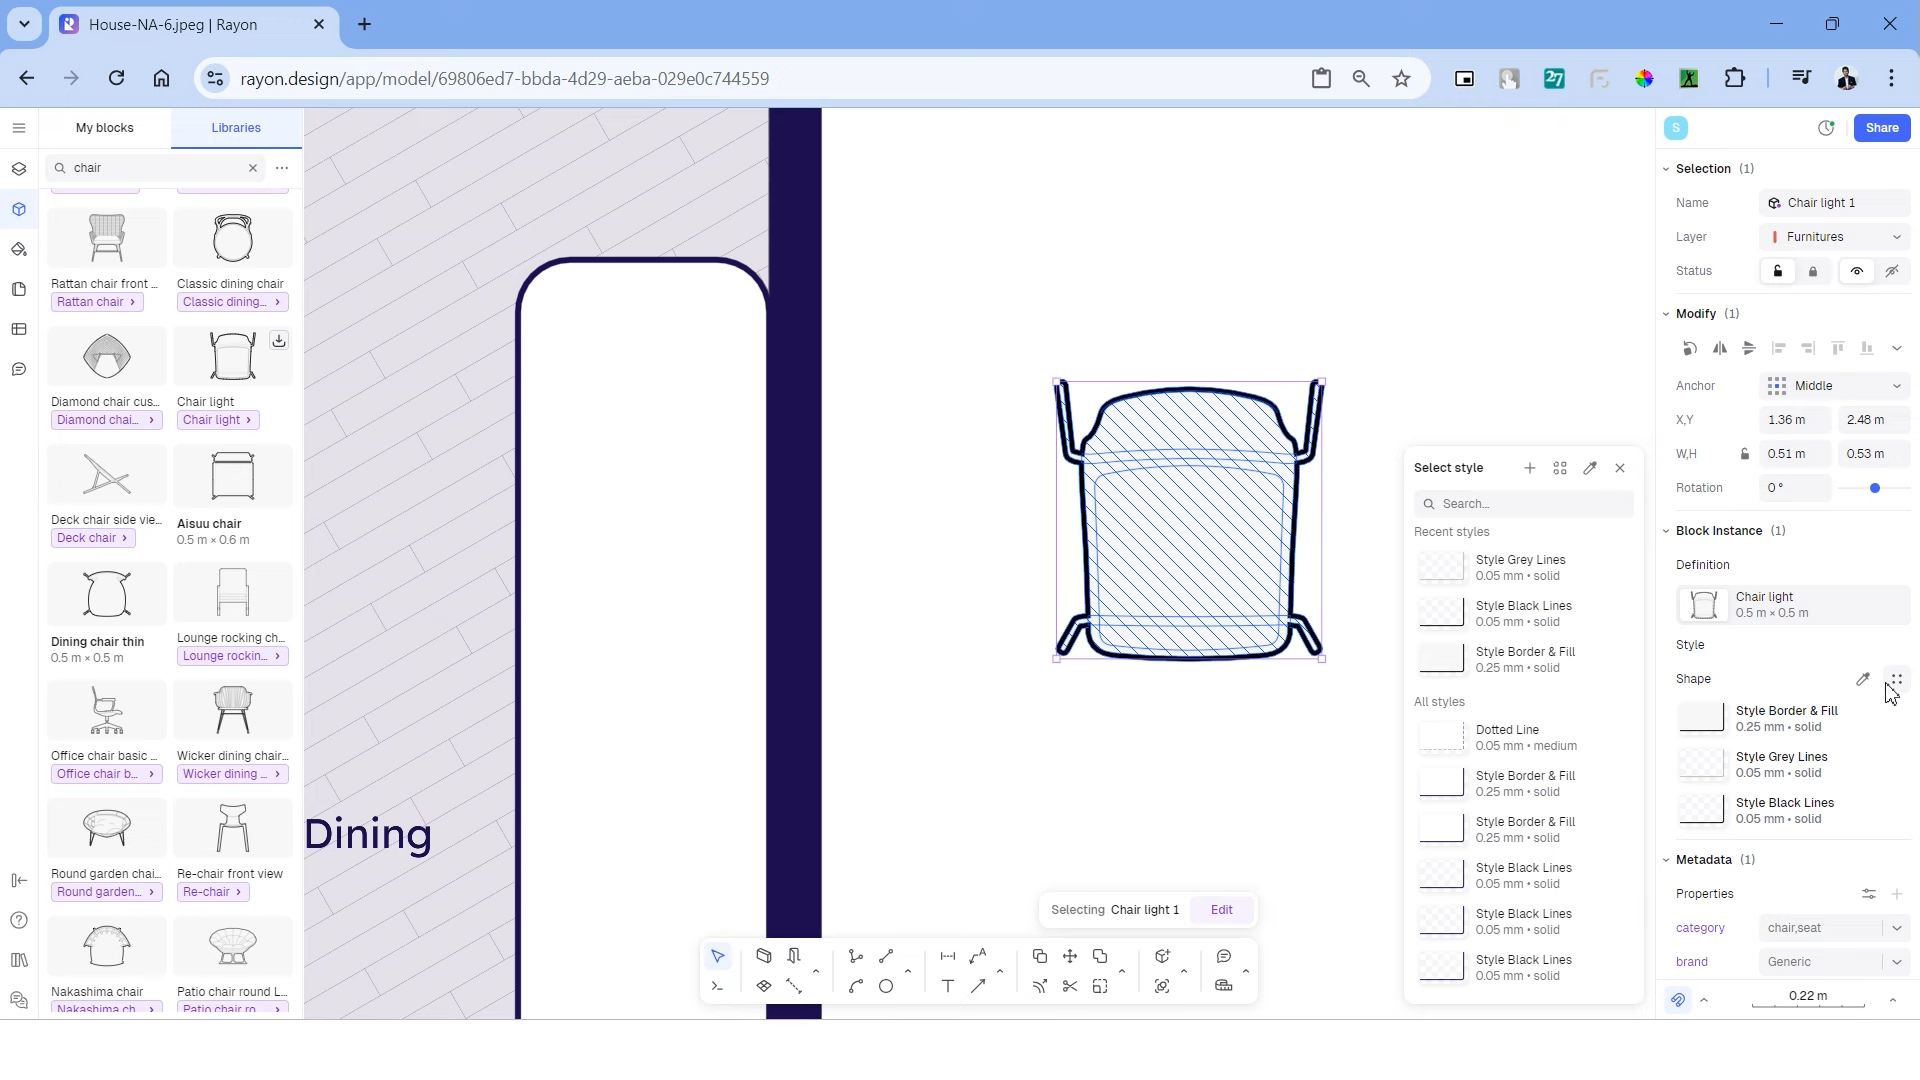 House-NA-6.jpeg | Rayon
rayon.design/app/model/69806ed7-bbda-4d29-aeba-029e0c744559
27
My blocks
Libraries
S
Share
chair
Selection (1)
Name
Chair light 1
Layer
Furnitures
Status
Rattan chair front ...
Classic dining chair
Rattan chair >
Classic dining... >
Modify (1)
Anchor
Middle
X,Y
1.36 m
2.48 m
Diamond chair cus...
Chair light
Diamond chai... >
Chair light >
W,H
0.51 m
0.53 m
Rotation
0 °
Deck chair side vie...
Aisuu chair
Deck chair >
0.5 m × 0.6 m
Block Instance (1)
Definition
Chair light
0.5 m × 0.5 m
Style
Shape
Style Border & Fill
0.25 mm • solid
Style Grey Lines
0.05 mm • solid
Style Black Lines
0.05 mm • solid
Select style
Search...
Recent styles
Style Grey Lines
0.05 mm • solid
Style Black Lines
0.05 mm • solid
Style Border & Fill
0.25 mm • solid
All styles
Dotted Line
0.05 mm • medium
Style Border & Fill
0.25 mm • solid
Style Border & Fill
0.25 mm • solid
Style Black Lines
0.05 mm • solid
Style Black Lines
0.05 mm • solid
Style Black Lines
0.05 mm • solid
Dining chair thin
Lounge rocking ch...
0.5 m × 0.5 m
Lounge rockin... >
Office chair basic ...
Wicker dining chair...
Office chair b... >
Wicker dining ... >
Dining
Round garden chai...
Re-chair front view
Round garden... >
Re-chair >
Metadata (1)
Properties
category
chair,seat
brand
Generic
Selecting Chair light 1
Edit
Nakashima chair
Patio chair round L...
Nakashima ch...
Patio chair ro...
0.22 m